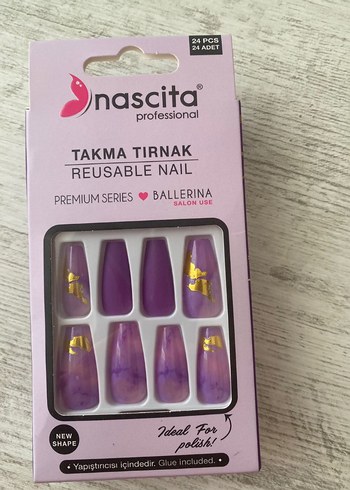 24 PCS
24 ADET
nascita®
professional
TAKMA TIRNAK
REUSABLE NAIL
PREMIUM SERIES BALLERINA
SALON USE
NEW
SHAPE
Ideal For
polish!
• Yapıştırıcısı içindedir. Glue included. •